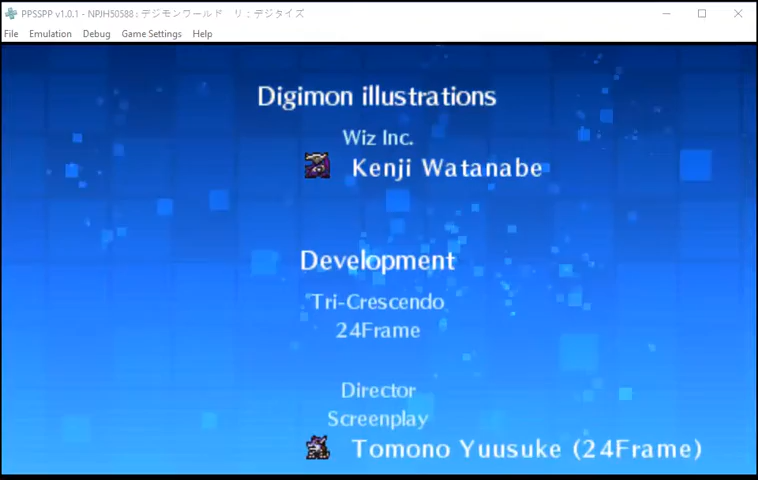 PPSSPP v1.0.1 - NPJH50588 : デジモンワールド リ：デジタイズ
File Emulation Debug Game Settings Help
Digimon illustrations
Wiz Inc.
Kenji Watanabe
Development
Tri-Crescendo
24Frame
Director
Screenplay
Tomono Yuusuke (24Frame)